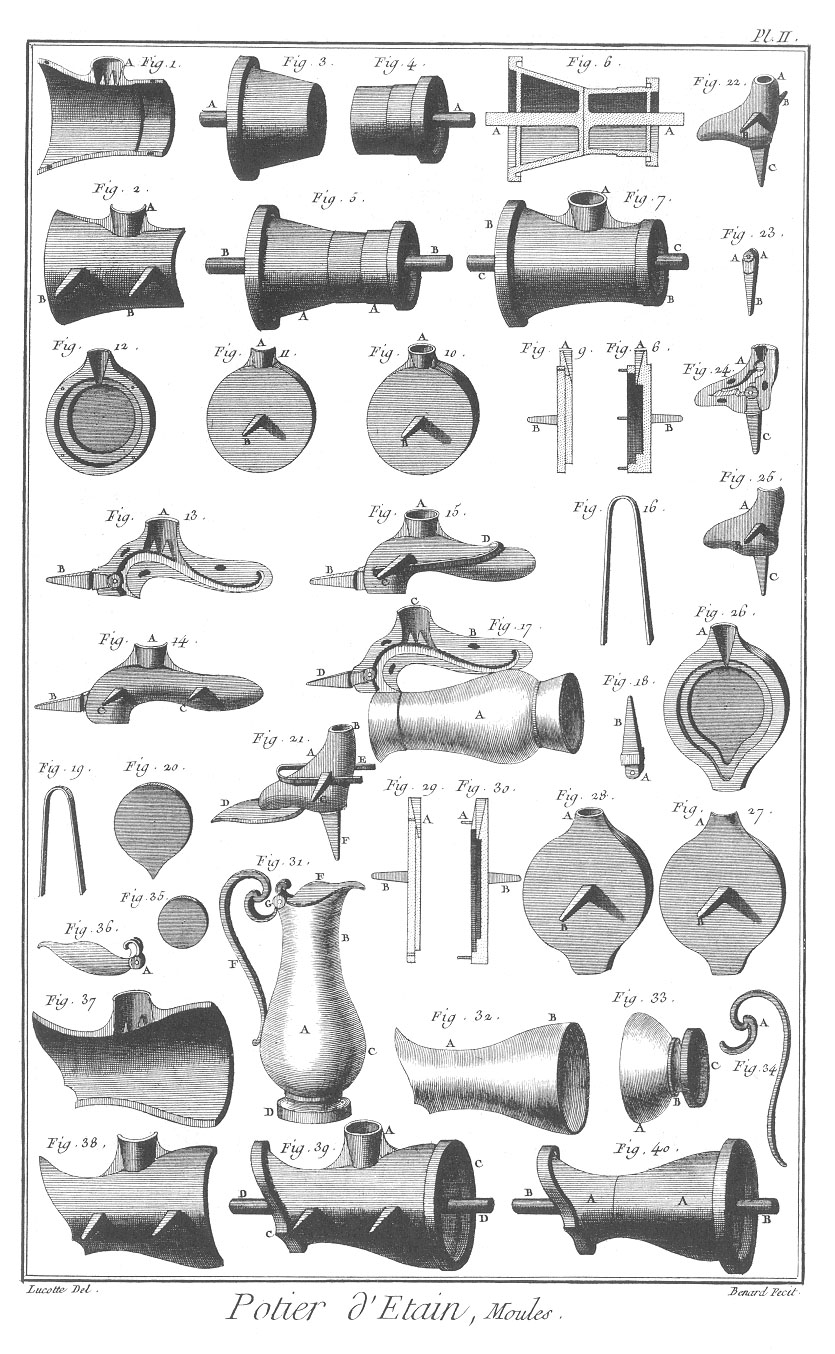 Pl. II.
A Fig. 1.
Fig. 3.
A
Fig. 4.
A
Fig. 6.
A A
Fig. 22.
A
B
C
Fig. 2.
A
B
B
Fig. 5.
B B
A A
A Fig. 7.
B
C
C
B
Fig. 23.
A A
B
Fig. 12.
Fig. A 11.
B
Fig. A 10.
B
Fig. A 9.
B
Fig. A 8.
B
Fig. 24.
A
C
Fig. 25.
A
C
Fig. A 13.
B
Fig. A 15.
D
B
C
Fig. 16.
Fig. 14.
A
B
C C
C
B Fig. 17.
D
A
Fig. 18.
B
A
Fig. 26.
A
Fig. 19.
Fig. 20.
Fig. 21.
B
A
E
D
C
F
Fig. 29.
A
B
Fig. 30.
A
B
Fig. 28.
A
B
Fig. 27.
A
B
Fig. 31.
F
G
B
F
A
C
D
Fig. 35.
Fig. 36.
A
Fig. 37
Fig. 32.
A
B
Fig. 33.
C
B
A
A
Fig. 34
Fig. 38.
Fig. 39.
A
C
D
D
C
Fig. 40.
B
A A
B
Lucotte Del.
Benard Fecit.
Potier d'Etain, Moules.